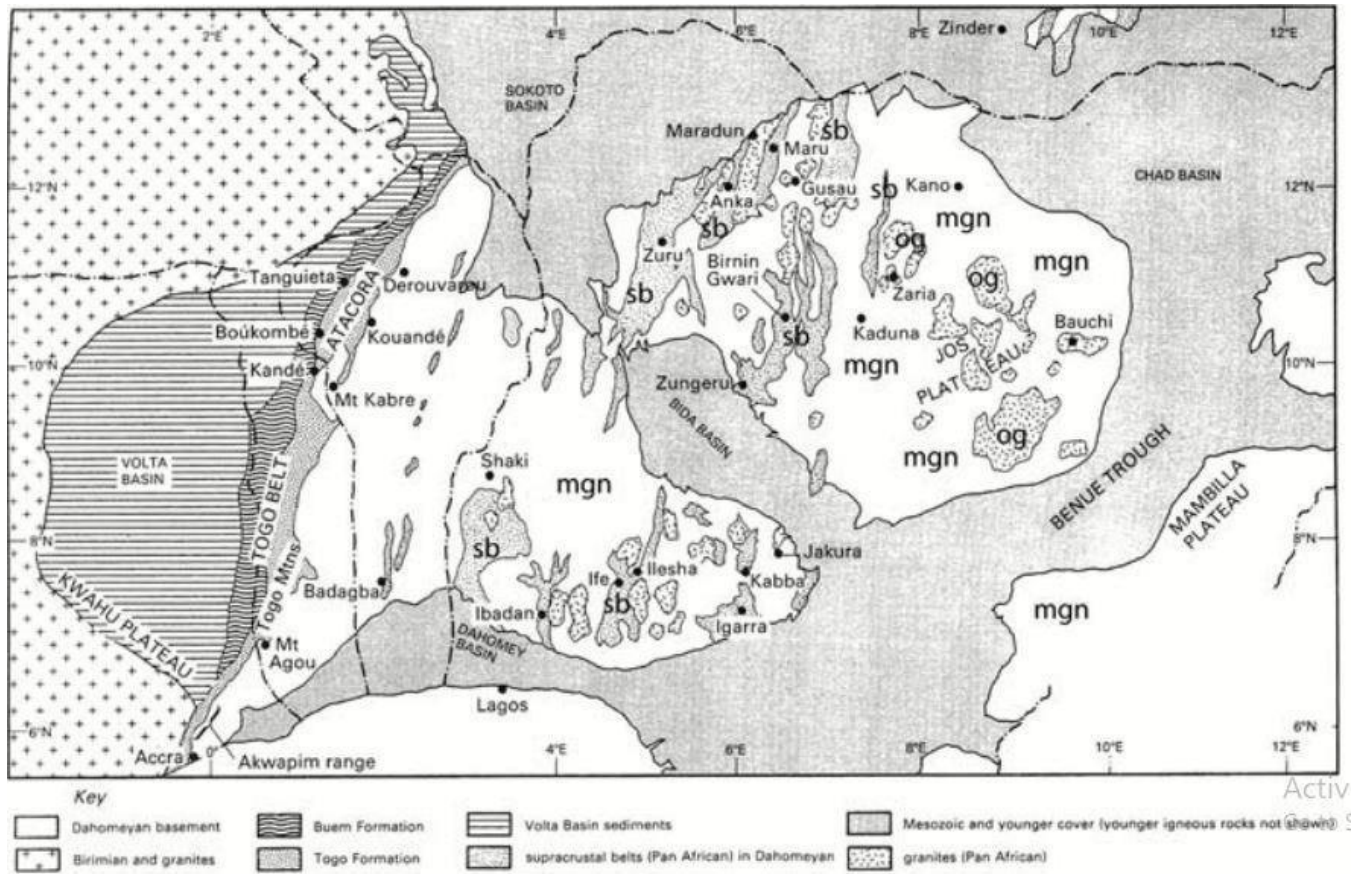 2°E
4°E
6°E
8°E
10°E
12°E
Zinder
SOKOTO
BASIN
Maradun
sb
Maru
CHAD BASIN
12°N
Gusau
sb
Kano
12°N
Anka
mgn
sb
og
mgn
Zuru
Birnin
Gwari
og
Tanguieta
Derouvarou
Zaria
sb
ATACORA
Boúkombé
Kouandé
sb
Kaduna
Bauchi
JOS
PLATEAU
10°N
10°N
Kandé
mgn
Zungeru
Mt Kabre
BIDA BASIN
og
VOLTA
BASIN
Shaki
mgn
mgn
BENUE TROUGH
MAMBILLA
PLATEAU
TOGO BELT
8°N
8°N
sb
Jakura
Ilesha
Togo Mtns
Ife
Kabba
Badagba
sb
mgn
KWAHU PLATEAU
Ibadan
Igarra
DAHOMEY
BASIN
Mt
Agou
Lagos
6°N
6°N
Accra
0°
4°E
6°E
8°E
10°E
12°E
Akwapim range
Activ
Key
Dahomeyan basement
Buem Formation
Volta Basin sediments
Mesozoic and younger cover (younger igneous rocks not shown)
Birimian and granites
Togo Formation
supracrustal belts (Pan African) in Dahomeyan
granites (Pan African)